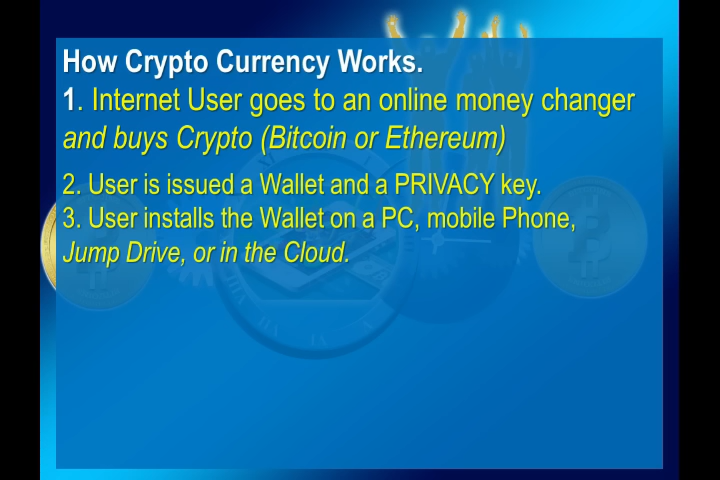 How Crypto Currency Works.
1. Internet User goes to an online money changer
and buys Crypto (Bitcoin or Ethereum)
2. User is issued a Wallet and a PRIVACY key.
3. User installs the Wallet on a PC, mobile Phone,
Jump Drive, or in the Cloud.